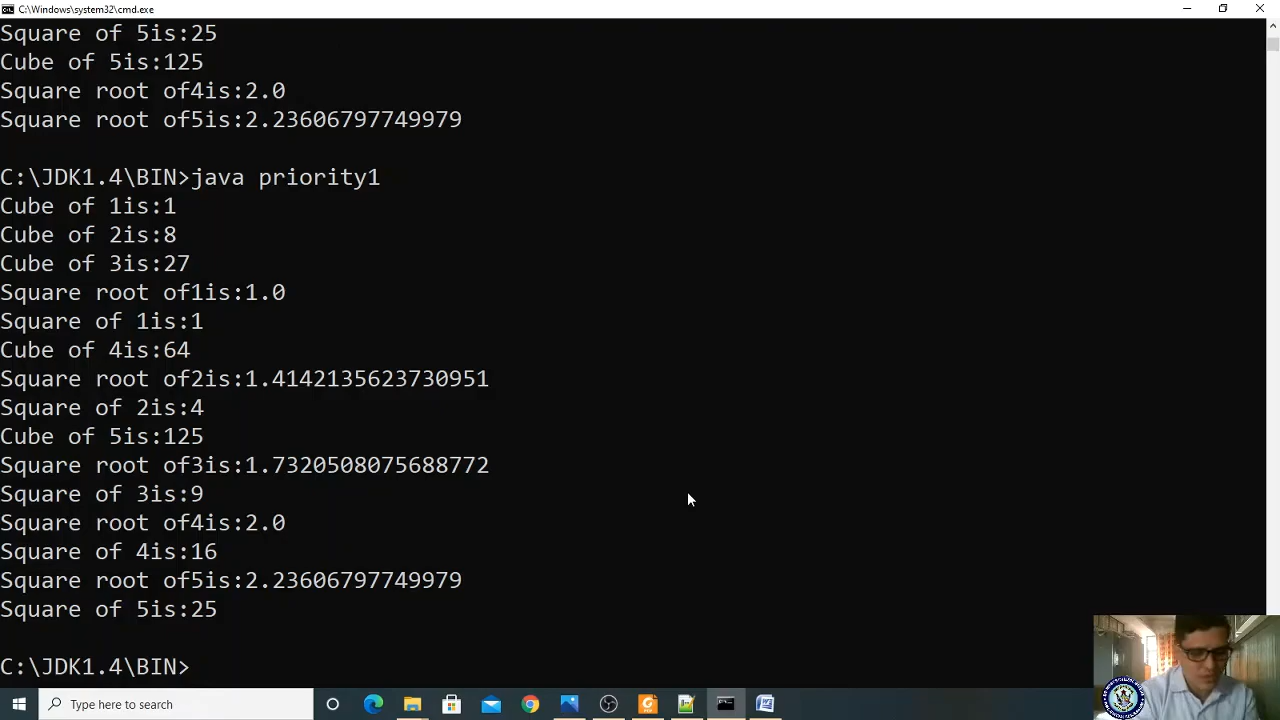 C:\Windows\system32\cmd.exe
Square of 5is:25
Cube of 5is:125
Square root of4is:2.0
Square root of5is:2.23606797749979
C:\JDK1.4\BIN>java priority1
Cube of 1is:1
Cube of 2is:8
Cube of 3is:27
Square root of1is:1.0
Square of 1is:1
Cube of 4is:64
Square root of2is:1.4142135623730951
Square of 2is:4
Cube of 5is:125
Square root of3is:1.7320508075688772
Square of 3is:9
Square root of4is:2.0
Square of 4is:16
Square root of5is:2.23606797749979
Square of 5is:25
C:\JDK1.4\BIN>
Type here to search